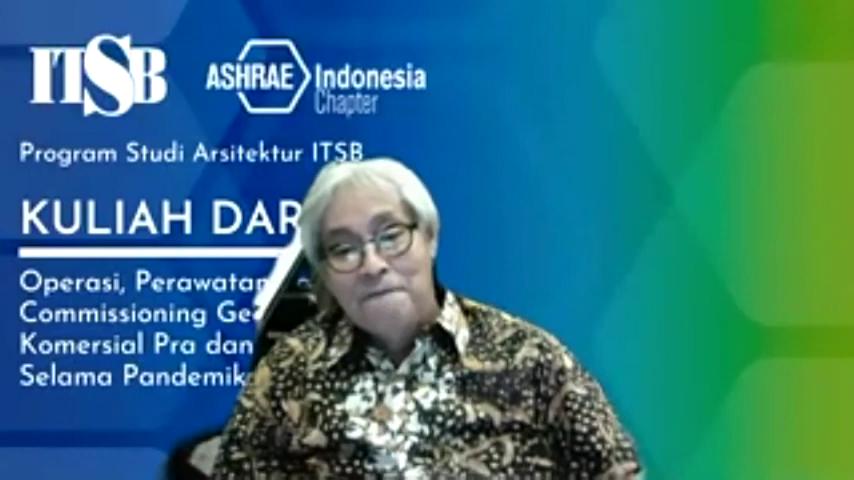 ITSB
ASHRAE Indonesia
Chapter
Program Studi Arsitektur ITSB
KULIAH DAR
Operasi, Perawatan
Commissioning Ge
Komersial Pra dan
Selama Pandemik